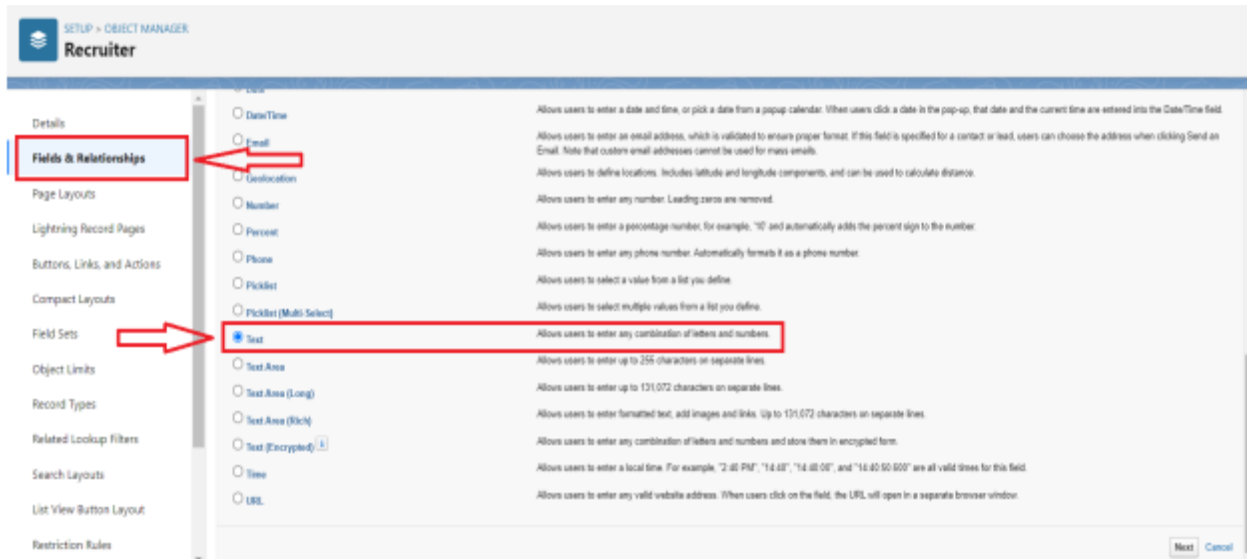 SETUP > OBJECT MANAGER
Recruiter
Details
Fields & Relationships
Page Layouts
Lightning Record Pages
Buttons, Links, and Actions
Compact Layouts
Field Sets
Object Limits
Record Types
Related Lookup Filters
Search Layouts
List View Button Layout
Restriction Rules
Date/Time Allows users to enter a date and time, or pick a date from a popup calendar. When users click a date in the pop-up, that date and the current time are entered into the Date/Time field.
Email Allows users to enter an email address, which is validated to ensure proper format. If this field is specified for a contact or lead, users can choose the address when clicking Send an
Email. Note that custom email addresses cannot be used for mass emails.
Geolocation Allows users to define locations. Includes latitude and longitude components, and can be used to calculate distance.
Number Allows users to enter any number. Leading zeros are removed.
Percent Allows users to enter a percentage number, for example, '10' and automatically adds the percent sign to the number.
Phone Allows users to enter any phone number. Automatically formats it as a phone number.
Picklist Allows users to select a value from a list you define.
Picklist (Multi-Select) Allows users to select multiple values from a list you define.
Text Allows users to enter any combination of letters and numbers.
Text Area Allows users to enter up to 255 characters on separate lines.
Text Area (Long) Allows users to enter up to 131,072 characters on separate lines.
Text Area (Rich) Allows users to enter formatted text, add images and links. Up to 131,072 characters on separate lines.
Text (Encrypted) i Allows users to enter any combination of letters and numbers and store them in encrypted form.
Time Allows users to enter a local time. For example, "2:40 PM", "14:40", "14:40:00", and "14:40:50.600" are all valid times for this field.
URL Allows users to enter any valid website address. When users click on the field, the URL will open in a separate browser window.
Next Cancel